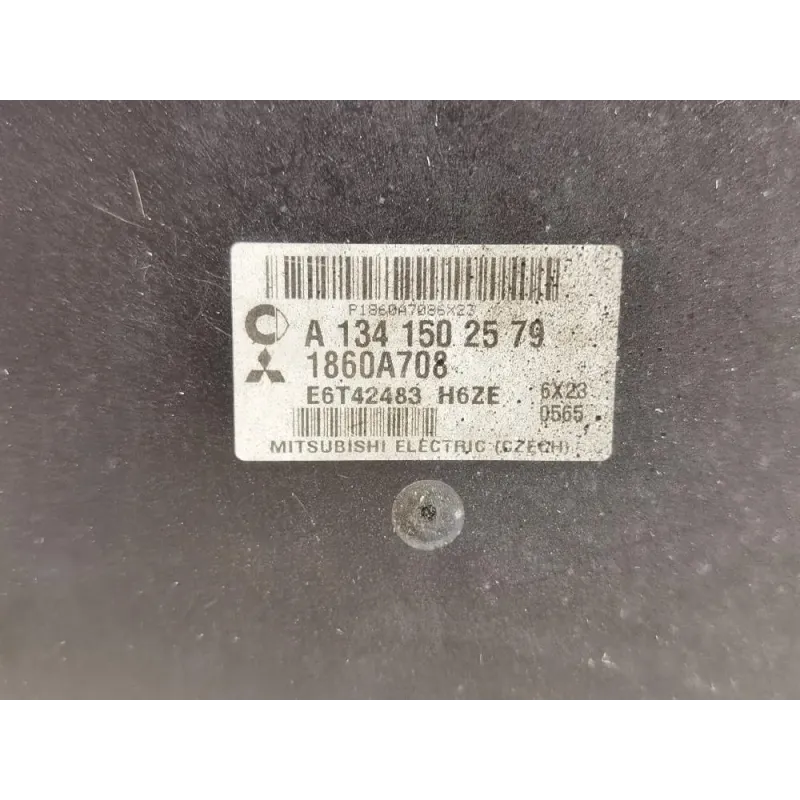 P1860A7086X23
A 134 150 25 79
1860A708
E6T42483 H6ZE 6X23
0565
MITSUBISHI ELECTRIC (CZECH)